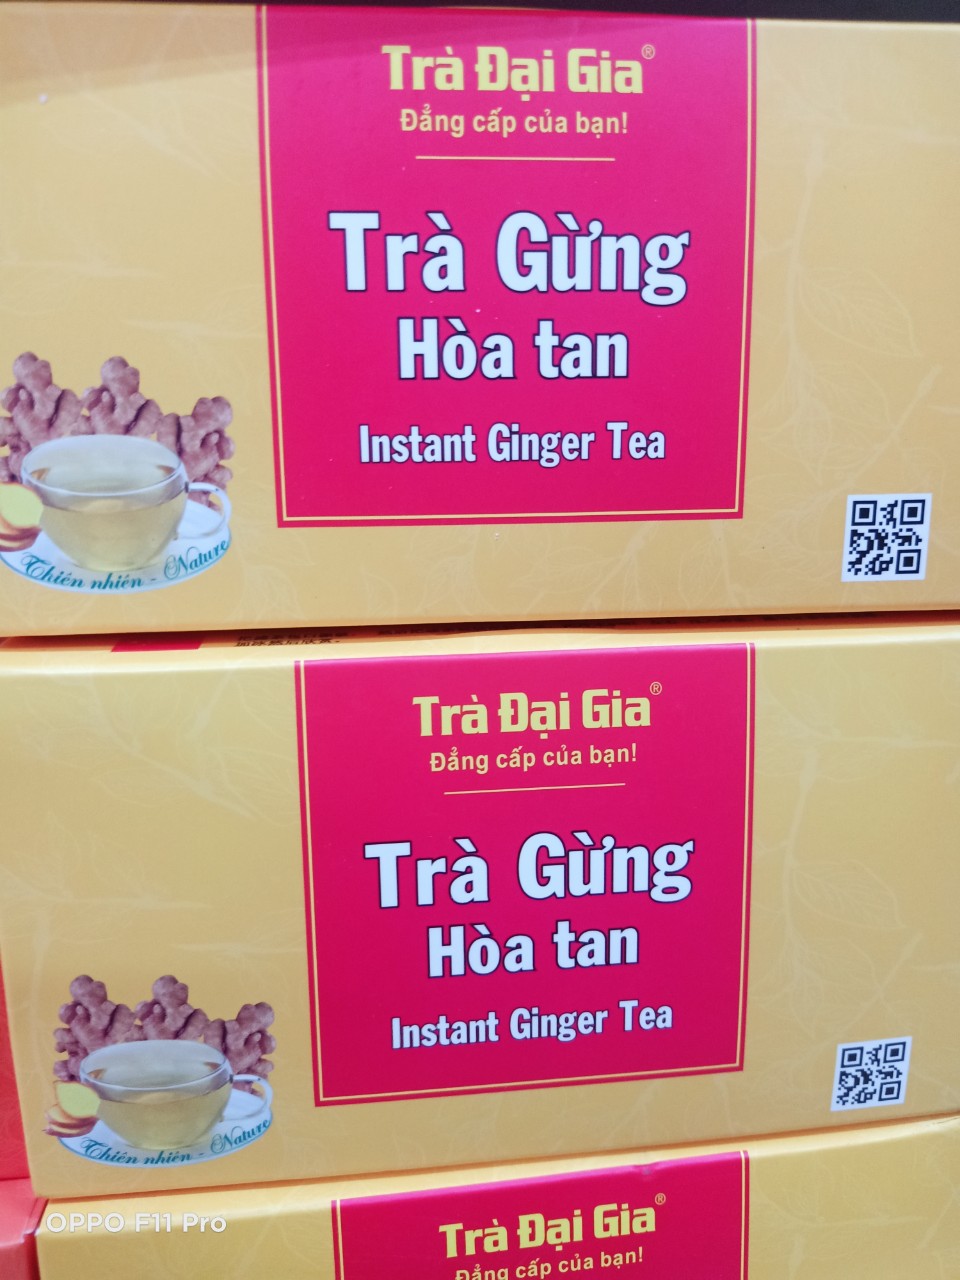 Trà Đại Gia®
Đẳng cấp của bạn!
Trà Gừng
Hòa tan
Instant Ginger Tea
Thiên nhiên - Nature
Trà Đại Gia®
Đẳng cấp của bạn!
Trà Gừng
Hòa tan
Instant Ginger Tea
Thiên nhiên - Nature
Trà Đại Gia®
Đẳng cấp của bạn!
OPPO F11 Pro